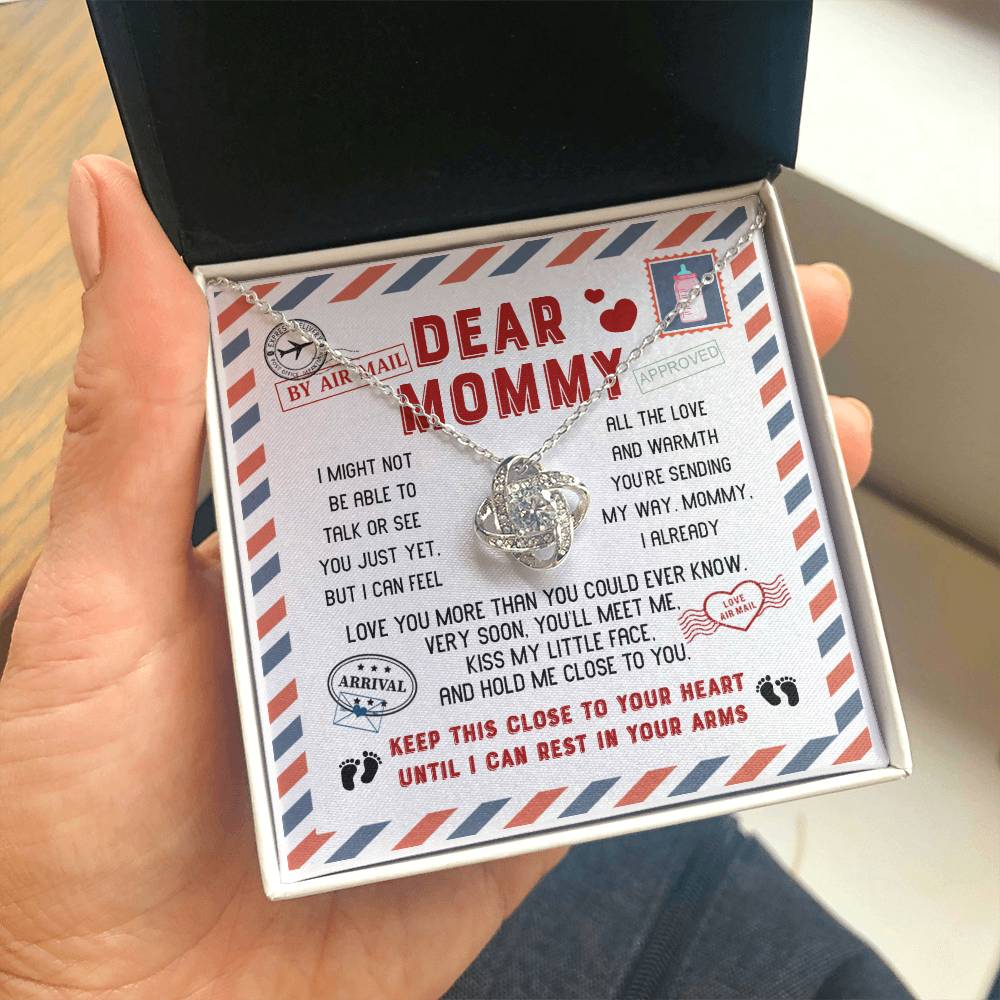 DEAR
MOMMY
BY AIR MAIL
APPROVED
I MIGHT NOT
BE ABLE TO
TALK OR SEE
YOU JUST YET.
BUT I CAN FEEL
ALL THE LOVE
AND WARMTH
YOU'RE SENDING
MY WAY. MOMMY,
I ALREADY
LOVE YOU MORE THAN YOU COULD EVER KNOW.
VERY SOON, YOU'LL MEET ME,
KISS MY LITTLE FACE,
AND HOLD ME CLOSE TO YOU.
LOVE
AIR MAIL
ARRIVAL
KEEP THIS CLOSE TO YOUR HEART
UNTIL I CAN REST IN YOUR ARMS